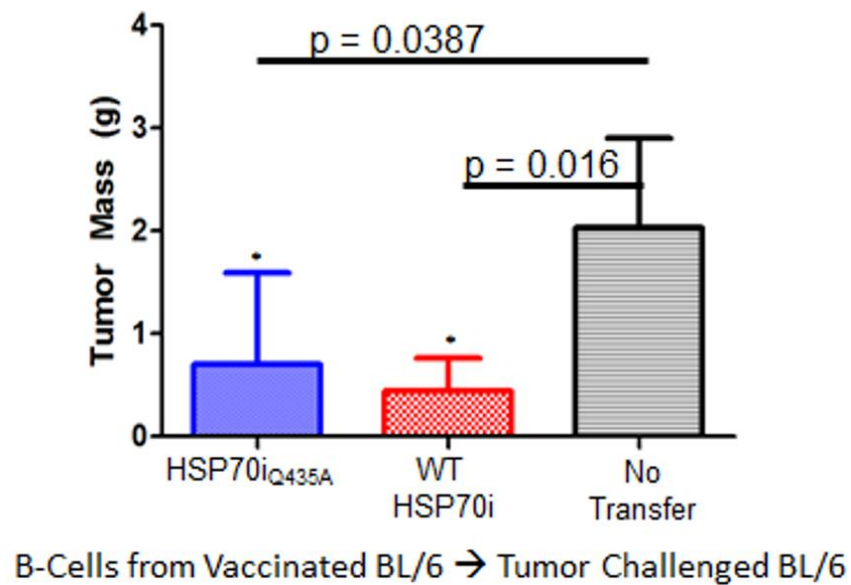 4
p = 0.0387
3
p = 0.016
Tumor Mass (g)
2
*
*
1
0
HSP70iQ435A
WT
HSP70i
No
Transfer
B-Cells from Vaccinated BL/6 → Tumor Challenged BL/6